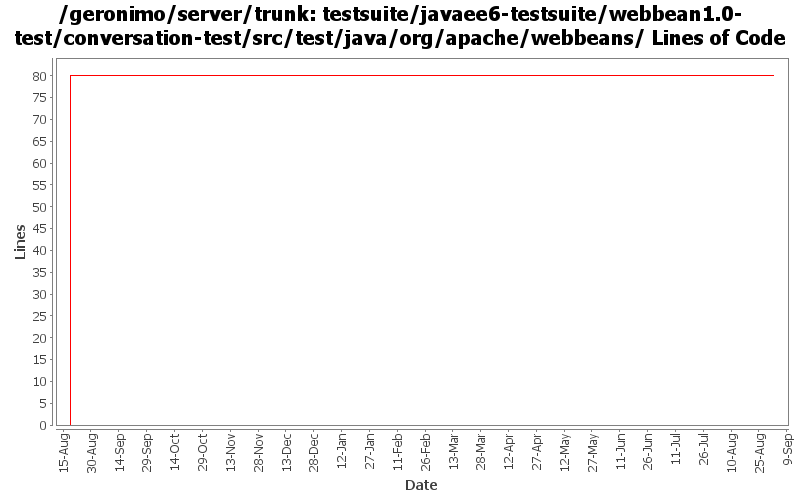 /geronimo/server/trunk: testsuite/javaee6-testsuite/webbean1.0-
test/conversation-test/src/test/java/org/apache/webbeans/ Lines of Code
Lines
80
75
70
65
60
55
50
45
40
35
30
25
20
15
10
5
0
15-Aug
30-Aug
14-Sep
29-Sep
14-Oct
29-Oct
13-Nov
28-Nov
13-Dec
28-Dec
12-Jan
27-Jan
11-Feb
26-Feb
13-Mar
28-Mar
12-Apr
27-Apr
12-May
27-May
11-Jun
26-Jun
11-Jul
26-Jul
10-Aug
25-Aug
9-Sep
Date